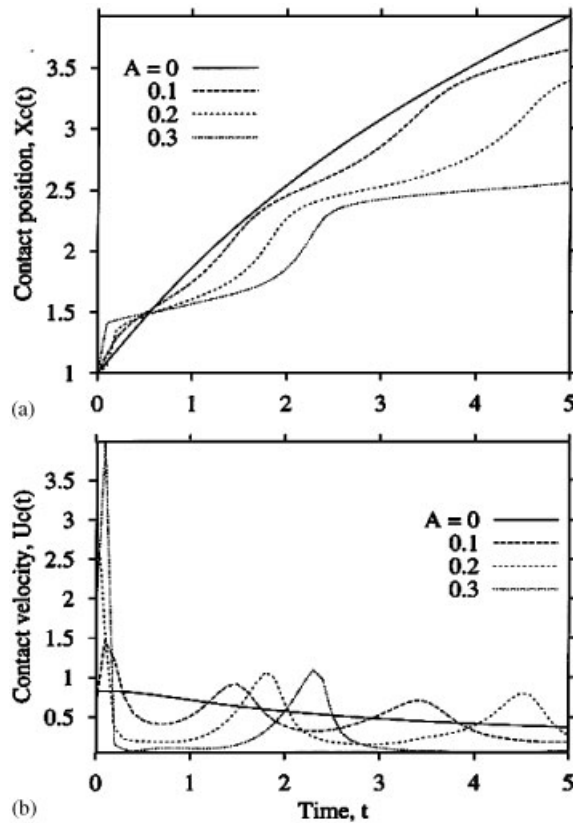 Contact position, Xc(t)
3.5
3
2.5
2
1.5
1
A = 0
0.1
0.2
0.3
0 1 2 3 4 5
(a)
Contact velocity, Uc(t)
3.5
3
2.5
2
1.5
1
0.5
A = 0
0.1
0.2
0.3
0 1 2 3 4 5
Time, t
(b)